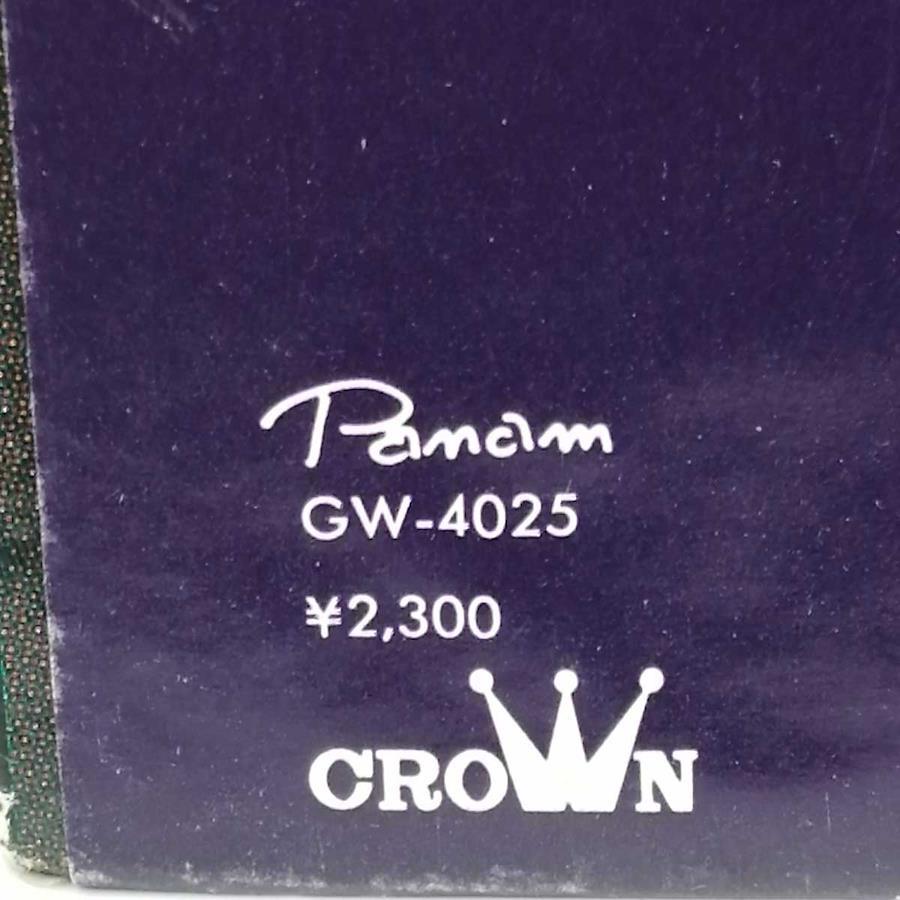 Panam
GW-4025
¥2,300
CROWN